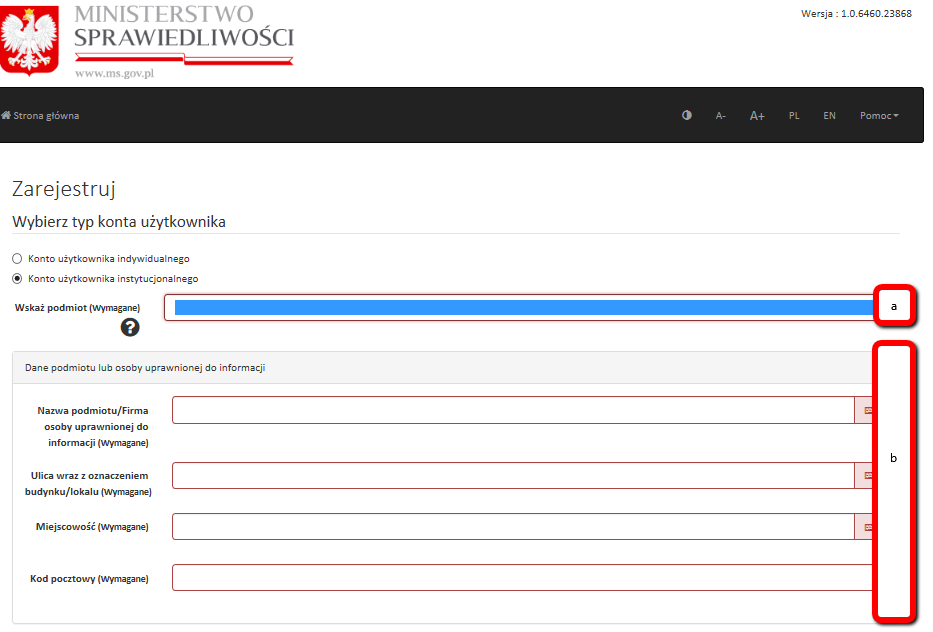 MINISTERSTWO
SPRAWIEDLIWOŚCI
www.ms.gov.pl
Wersja : 1.0.6460.23868
Strona główna
A-
A+
PL
EN
Pomoc
Zarejestruj
Wybierz typ konta użytkownika
Konto użytkownika indywidualnego
Konto użytkownika instytucjonalnego
Wskaż podmiot (Wymagane)
?
a
Dane podmiotu lub osoby uprawnionej do informacji
Nazwa podmiotu/Firma
osoby uprawnionej do
informacji (Wymagane)
b
Ulica wraz z oznaczeniem
budynku/lokalu (Wymagane)
Miejscowość (Wymagane)
Kod pocztowy (Wymagane)